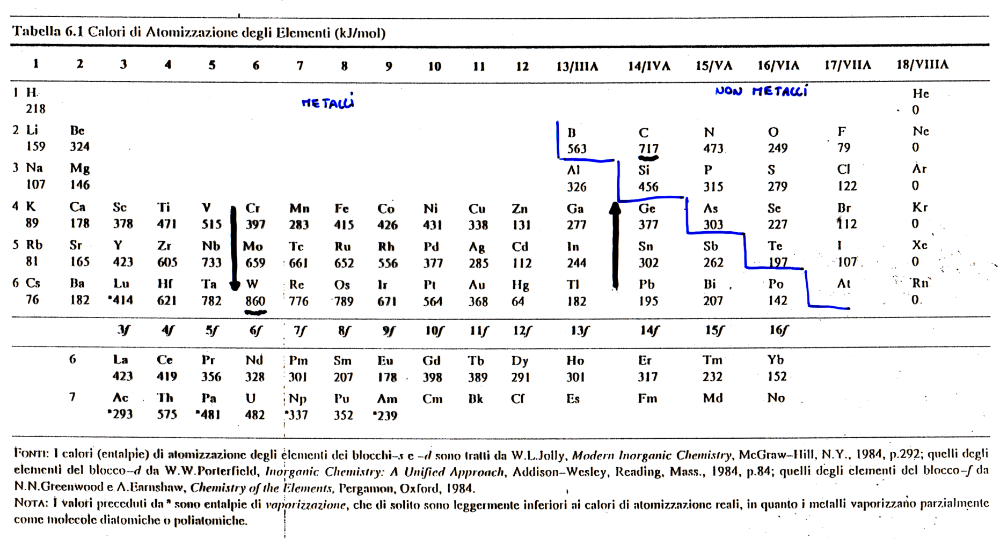 Tabella 6.1 Calori di Atomizzazione degli Elementi (kJ/mol)
1 2 3 4 5 6 7 8 9 10 11 12 13/IIIA 14/IVA 15/VA 16/VIA 17/VIIA 18/VIIIA
METALLI NON METALLI
1 H He
218 0
2 Li Be B C N O F Ne
159 324 563 717 473 249 79 0
3 Na Mg Al Si P S Cl Ar
107 146 326 456 315 279 122 0
4 K Ca Sc Ti V Cr Mn Fe Co Ni Cu Zn Ga Ge As Se Br Kr
89 178 378 471 515 397 283 415 426 431 338 131 277 377 303 227 112 0
5 Rb Sr Y Zr Nb Mo Tc Ru Rh Pd Ag Cd In Sn Sb Te I Xe
81 165 423 605 733 659 661 652 556 377 285 112 244 302 262 197 107 0
6 Cs Ba Lu Hf Ta W Re Os Ir Pt Au Hg Tl Pb Bi Po At Rn
76 182 ª414 621 782 860 776 789 671 564 368 64 182 195 207 142 0
3f 4f 5f 6f 7f 8f 9f 10f 11f 12f 13f 14f 15f 16f
6 La Ce Pr Nd Pm Sm Eu Gd Tb Dy Ho Er Tm Yb
423 419 356 328 301 207 178 398 389 291 301 317 232 152
7 Ac Th Pa U Np Pu Am Cm Bk Cf Es Fm Md No
ª293 575 ª481 482 ª337 352 ª239
FONTI: I calori (entalpie) di atomizzazione degli elementi dei blocchi–s e –d sono tratti da W.L.Jolly, Modern Inorganic Chemistry, McGraw–Hill, N.Y., 1984, p.292; quelli degli
elementi del blocco–d da W.W.Porterfield, Inorganic Chemistry: A Unified Approach, Addison–Wesley, Reading, Mass., 1984, p.84; quelli degli elementi del blocco–f da
N.N.Greenwood e A.Earnshaw, Chemistry of the Elements, Pergamon, Oxford, 1984.
NOTA: I valori preceduti da ª sono entalpie di vaporizzazione, che di solito sono leggermente inferiori ai calori di atomizzazione reali, in quanto i metalli vaporizzano parzialmente
come molecole diatomiche o poliatomiche.